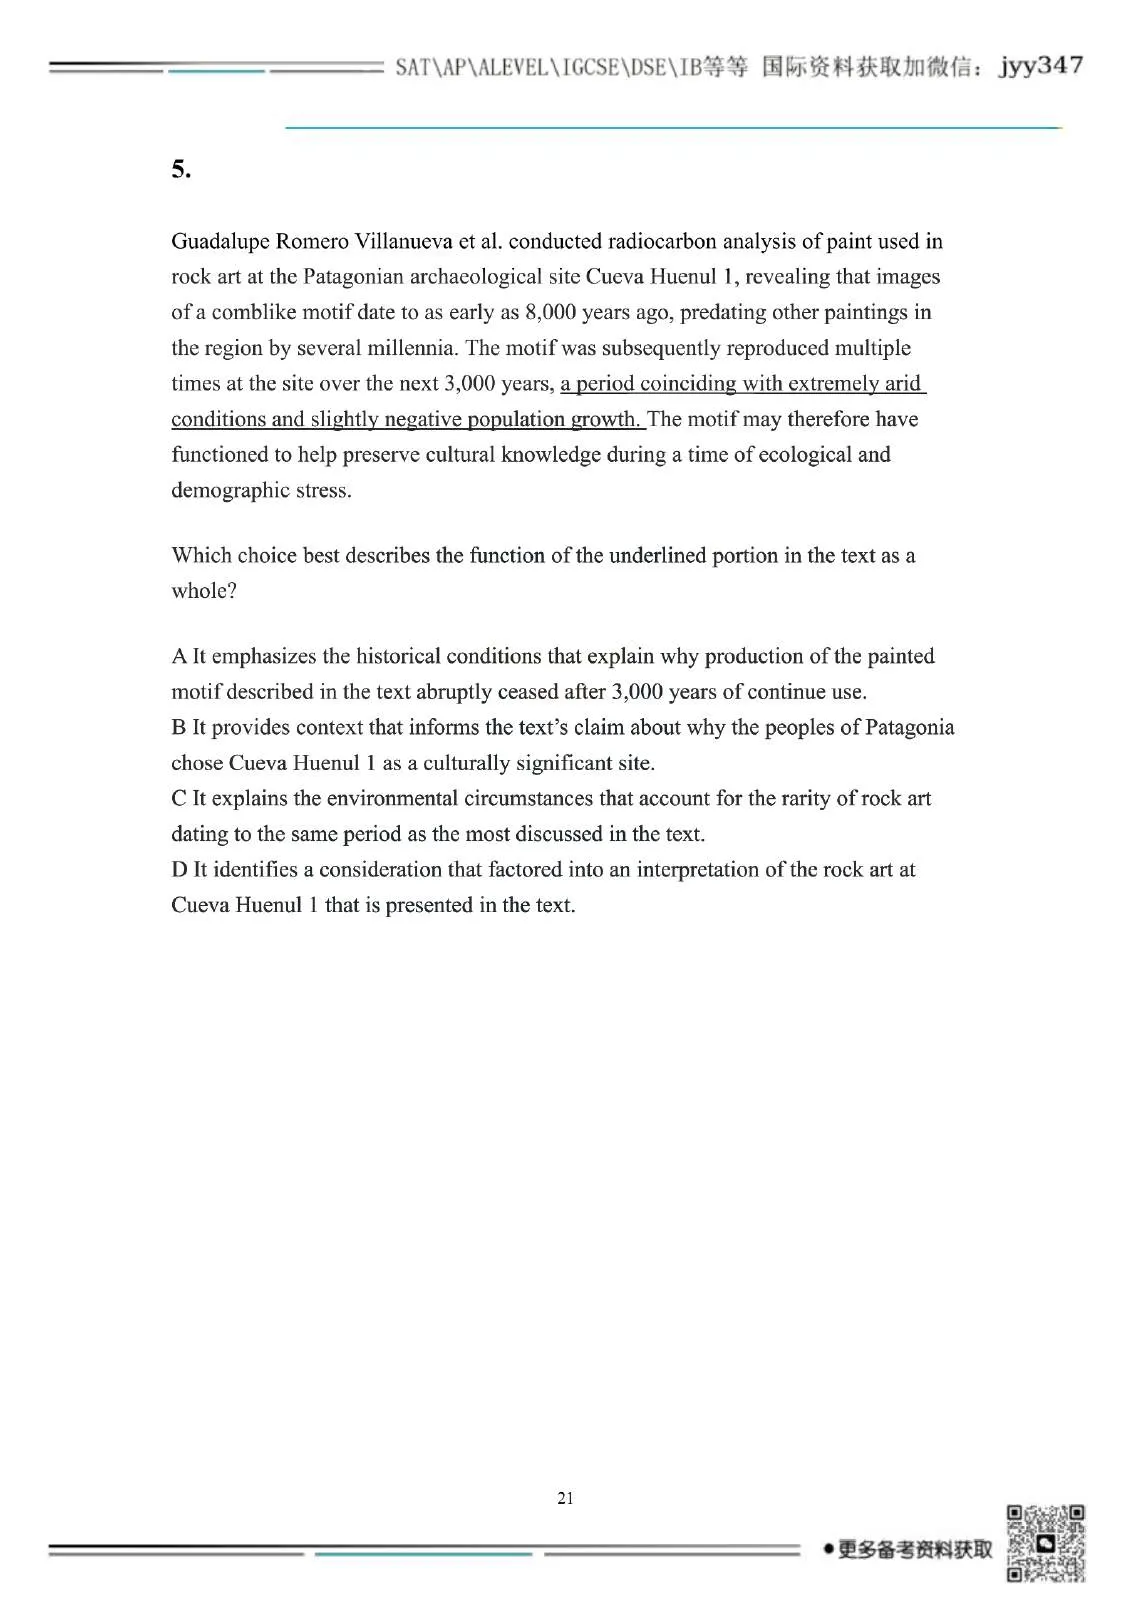 SAT\AP\ALEVEL\IGCSE\DSE\IB等等 国际资料获取加微信：jyy347
5.
Guadalupe Romero Villanueva et al. conducted radiocarbon analysis of paint used in
rock art at the Patagonian archaeological site Cueva Huenul 1, revealing that images
of a comblike motif date to as early as 8,000 years ago, predating other paintings in
the region by several millennia. The motif was subsequently reproduced multiple
times at the site over the next 3,000 years, a period coinciding with extremely arid
conditions and slightly negative population growth. The motif may therefore have
functioned to help preserve cultural knowledge during a time of ecological and
demographic stress.
Which choice best describes the function of the underlined portion in the text as a
whole?
A It emphasizes the historical conditions that explain why production of the painted
motif described in the text abruptly ceased after 3,000 years of continue use.
B It provides context that informs the text’s claim about why the peoples of Patagonia
chose Cueva Huenul 1 as a culturally significant site.
C It explains the environmental circumstances that account for the rarity of rock art
dating to the same period as the most discussed in the text.
D It identifies a consideration that factored into an interpretation of the rock art at
Cueva Huenul 1 that is presented in the text.
21
●更多备考资料获取